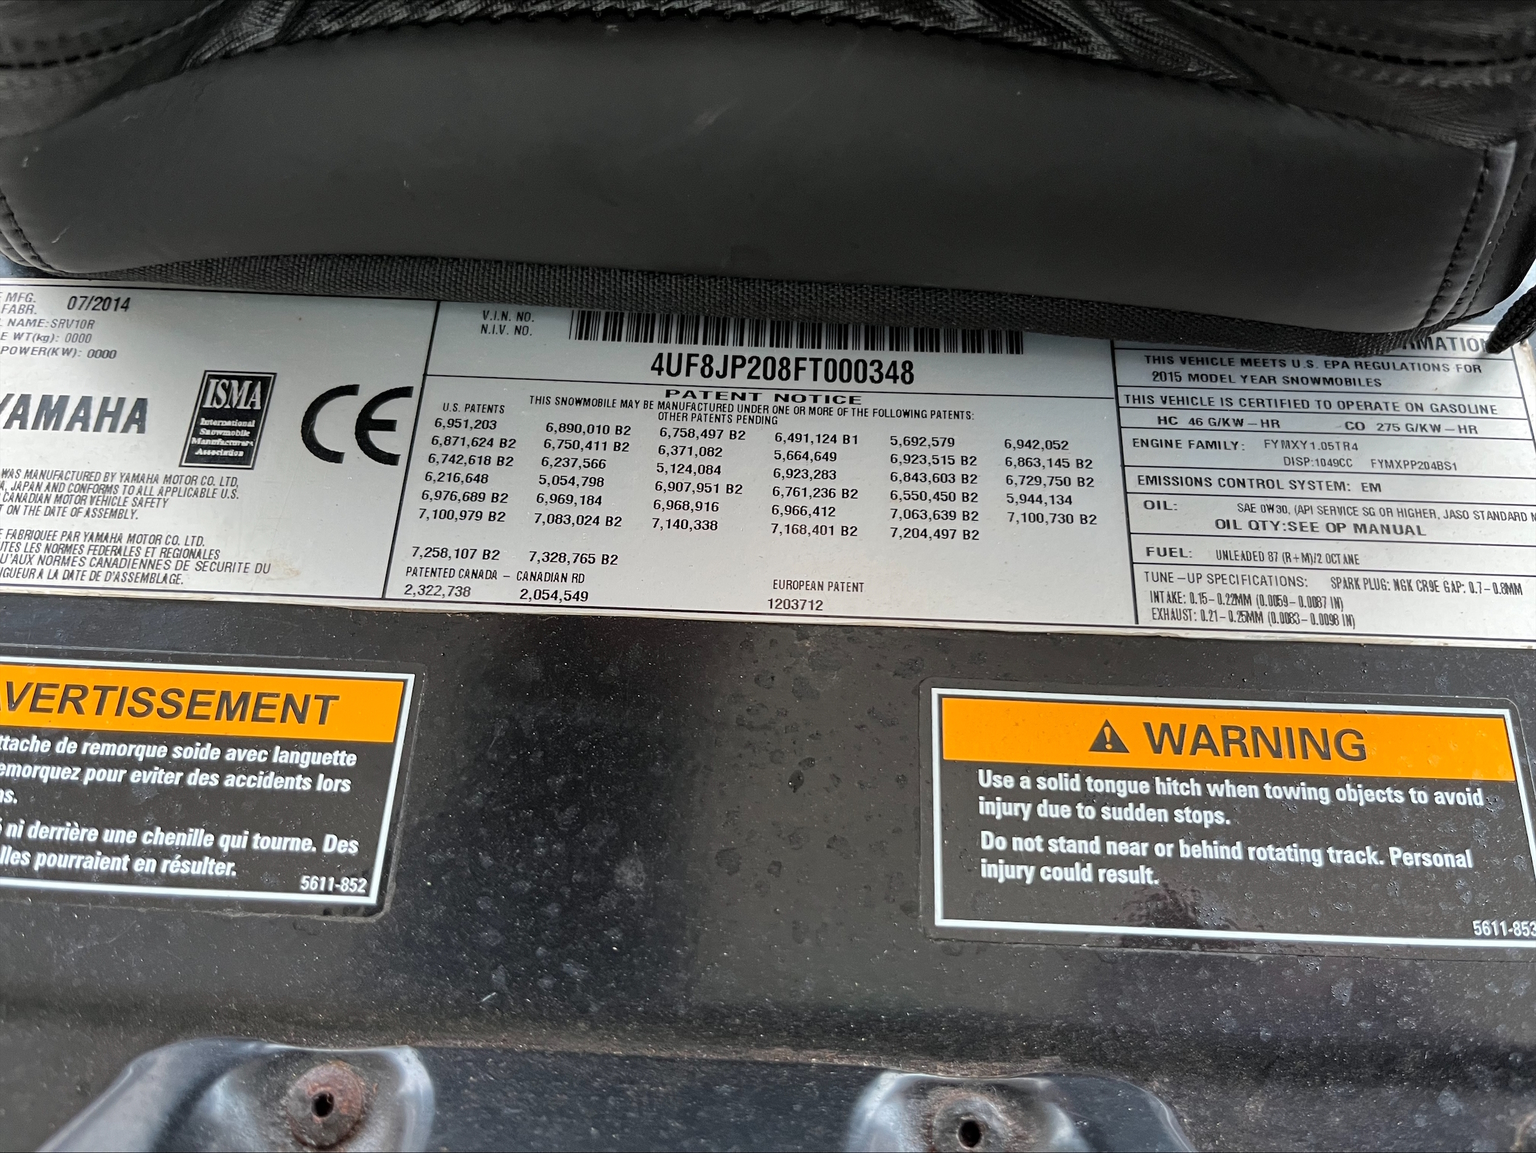 MFG. 07/2014
FABR.
NAME: SRV10R
E WT(kg): 0000
POWER(KW): 0000
YAMAHA
ISMA
International
Snowmobile
Manufacturers
Association
CE
WAS MANUFACTURED BY YAMAHA MOTOR CO. LTD.
A, JAPAN AND CONFORMS TO ALL APPLICABLE U.S.
CANADIAN MOTOR VEHICLE SAFETY
T ON THE DATE OF ASSEMBLY.
E FABRIQUEE PAR YAMAHA MOTOR CO. LTD.
UTES LES NORMES FEDERALES ET REGIONALES
U'AUX NORMES CANADIENNES DE SECURITE DU
IGUEUR A LA DATE DE D'ASSEMBLAGE.
V.I.N. NO.
N.I.V. NO.
4UF8JP208FT000348
PATENT NOTICE
THIS SNOWMOBILE MAY BE MANUFACTURED UNDER ONE OR MORE OF THE FOLLOWING PATENTS:
OTHER PATENTS PENDING
U.S. PATENTS
6,951,203 6,890,010 B2 6,758,497 B2 6,491,124 B1 5,692,579 6,942,052
6,871,624 B2 6,750,411 B2 6,371,082 5,664,649 6,923,515 B2 6,863,145 B2
6,742,618 B2 6,237,566 5,124,084 6,923,283 6,843,603 B2 6,729,750 B2
6,216,648 5,054,798 6,907,951 B2 6,761,236 B2 6,550,450 B2 5,944,134
6,976,689 B2 6,969,184 6,968,916 6,966,412 7,063,639 B2 7,100,730 B2
7,100,979 B2 7,083,024 B2 7,140,338 7,168,401 B2 7,204,497 B2
7,258,107 B2 7,328,765 B2
PATENTED CANADA – CANADIAN RD EUROPEAN PATENT
2,322,738 2,054,549 1203712
MATION
THIS VEHICLE MEETS U.S. EPA REGULATIONS FOR
2015 MODEL YEAR SNOWMOBILES
THIS VEHICLE IS CERTIFIED TO OPERATE ON GASOLINE
HC 46 G/KW–HR CO 275 G/KW–HR
ENGINE FAMILY: FYMXY1.05TR4
DISP:1049CC FYMXPP204BS1
EMISSIONS CONTROL SYSTEM: EM
OIL: SAE 0W30, (API SERVICE SG OR HIGHER, JASO STANDARD M
OIL QTY:SEE OP MANUAL
FUEL: UNLEADED 87 (R+M)/2 OCTANE
TUNE–UP SPECIFICATIONS: SPARK PLUG: NGK CR9E GAP: 0.7–0.8MM
INTAKE: 0.15–0.22MM (0.0059–0.0087 IN)
EXHAUST: 0.21–0.25MM (0.0083–0.0098 IN)
AVERTISSEMENT
ttache de remorque soide avec languette
emorquez pour eviter des accidents lors
ns.
ni derrière une chenille qui tourne. Des
lles pourraient en résulter.
5611-852
WARNING
Use a solid tongue hitch when towing objects to avoid
injury due to sudden stops.
Do not stand near or behind rotating track. Personal
injury could result.
5611-853